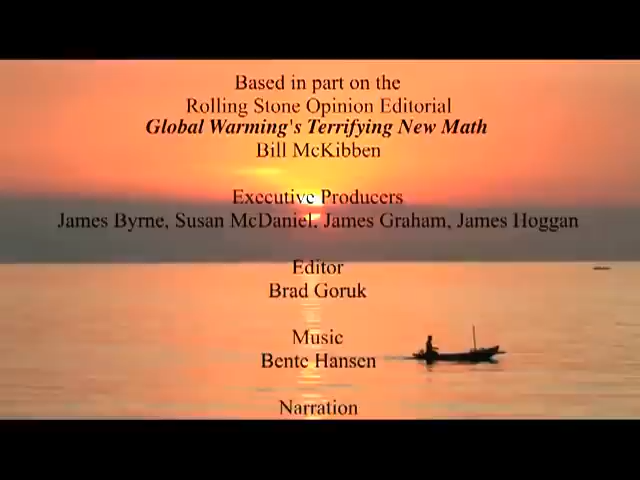 Based in part on the
Rolling Stone Opinion Editorial
Global Warming's Terrifying New Math
Bill McKibben
Executive Producers
James Byrne, Susan McDaniel, James Graham, James Hoggan
Editor
Brad Goruk
Music
Bente Hansen
Narration